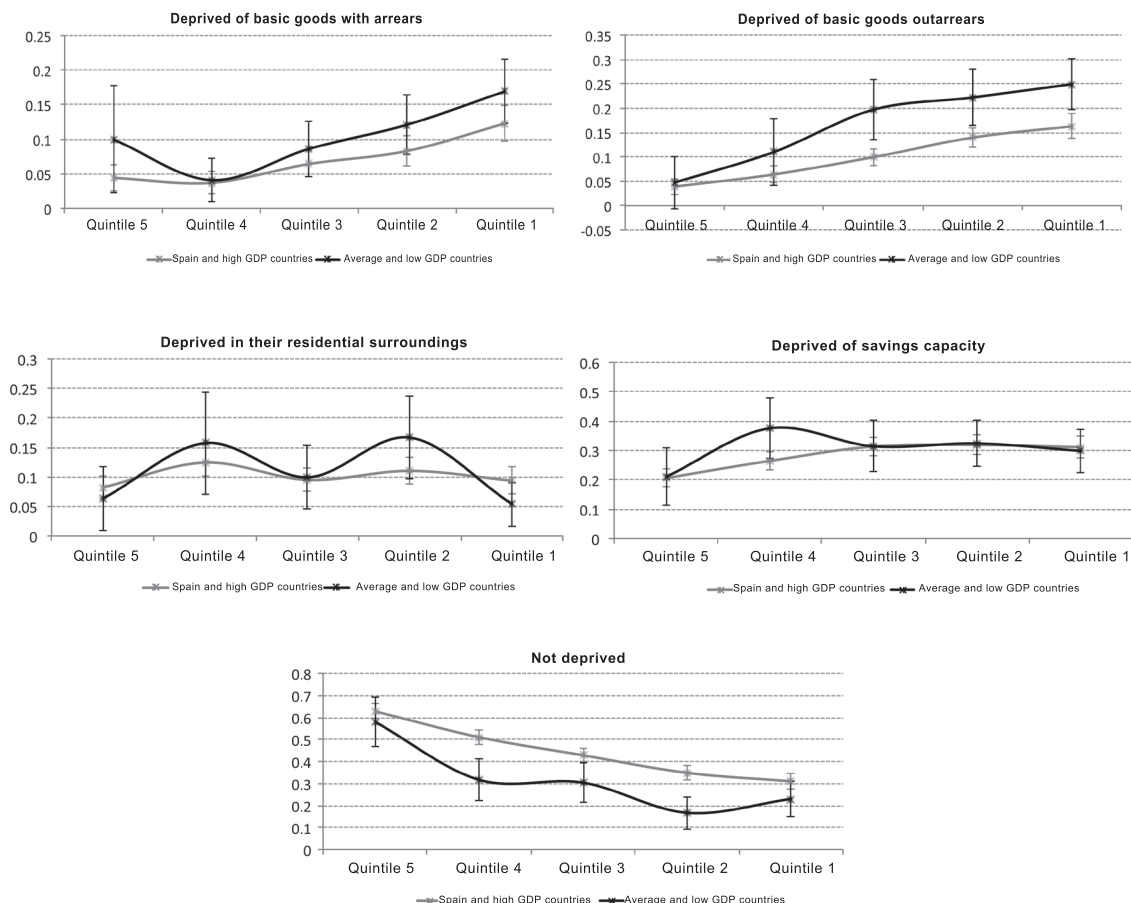 Deprived of basic goods with arrears
0.25
0.2
0.15
0.1
0.05
0
Quintile 5 Quintile 4 Quintile 3 Quintile 2 Quintile 1
Spain and high GDP countries Average and low GDP countries
Deprived of basic goods outarrears
0.35
0.3
0.25
0.2
0.15
0.1
0.05
0
-0.05
Quintile 5 Quintile 4 Quintile 3 Quintile 2 Quintile 1
Spain and high GDP countries Average and low GDP countries
Deprived in their residential surroundings
0.3
0.25
0.2
0.15
0.1
0.05
0
Quintile 5 Quintile 4 Quintile 3 Quintile 2 Quintile 1
Spain and high GDP countries Average and low GDP countries
Deprived of savings capacity
0.6
0.5
0.4
0.3
0.2
0.1
0
Quintile 5 Quintile 4 Quintile 3 Quintile 2 Quintile 1
Spain and high GDP countries Average and low GDP countries
Not deprived
0.8
0.7
0.6
0.5
0.4
0.3
0.2
0.1
0
Quintile 5 Quintile 4 Quintile 3 Quintile 2 Quintile 1
Spain and high GDP countries Average and low GDP countries